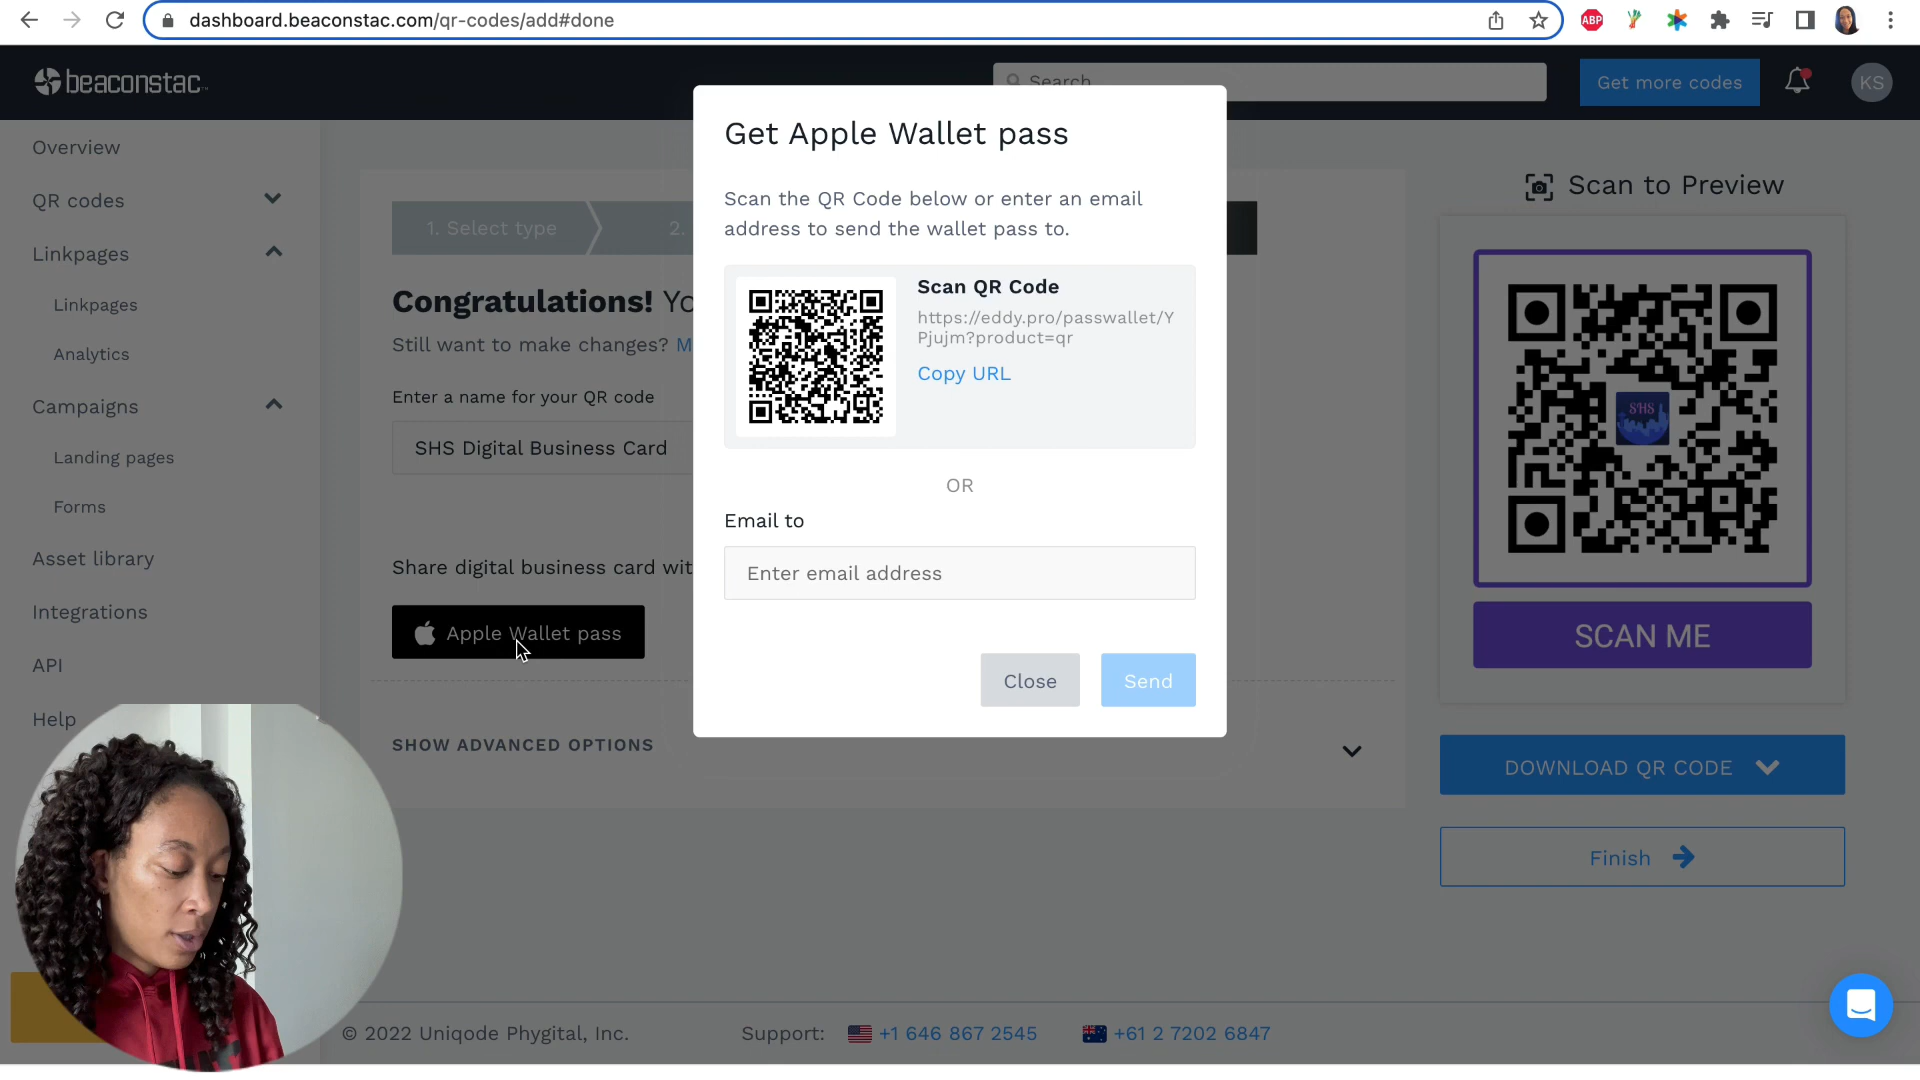 dashboard.beaconstac.com/qr-codes/add#done
ABP
beaconstac
Search
Get more codes
KS
Overview
QR codes
Linkpages
Linkpages
Analytics
Campaigns
Landing pages
Forms
Asset library
Integrations
API
Help
1. Select type
2.
Congratulations! Yo
Still want to make changes? M
Enter a name for your QR code
SHS Digital Business Card
Share digital business card wit
Apple Wallet pass
SHOW ADVANCED OPTIONS
Get Apple Wallet pass
Scan the QR Code below or enter an email
address to send the wallet pass to.
Scan QR Code
https://eddy.pro/passwallet/Y
Pjujm?product=qr
Copy URL
OR
Email to
Enter email address
Close
Send
Scan to Preview
SHS
SCAN ME
DOWNLOAD QR CODE
Finish
© 2022 Uniqode Phygital, Inc.
Support:
+1 646 867 2545
+61 2 7202 6847